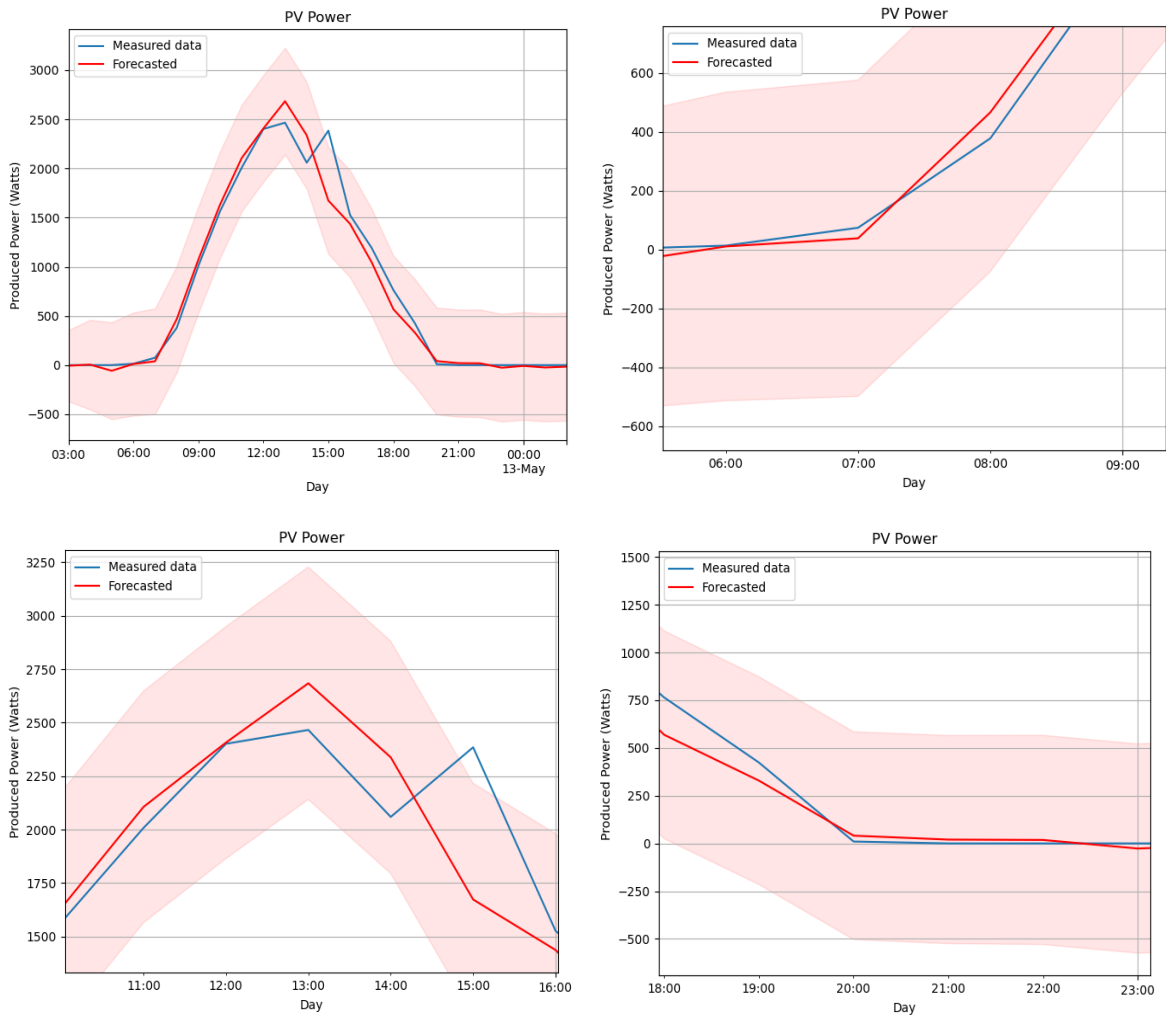 PV Power
Measured data
Forecasted
3000
2500
2000
1500
1000
500
0
−500
Produced Power (Watts)
03:00 06:00 09:00 12:00 15:00 18:00 21:00 00:00
13-May
Day
PV Power
Measured data
Forecasted
600
400
200
0
−200
−400
−600
Produced Power (Watts)
06:00 07:00 08:00 09:00
Day
PV Power
Measured data
Forecasted
3250
3000
2750
2500
2250
2000
1750
1500
Produced Power (Watts)
11:00 12:00 13:00 14:00 15:00 16:00
Day
PV Power
Measured data
Forecasted
1500
1250
1000
750
500
250
0
−250
−500
Produced Power (Watts)
18:00 19:00 20:00 21:00 22:00 23:00
Day